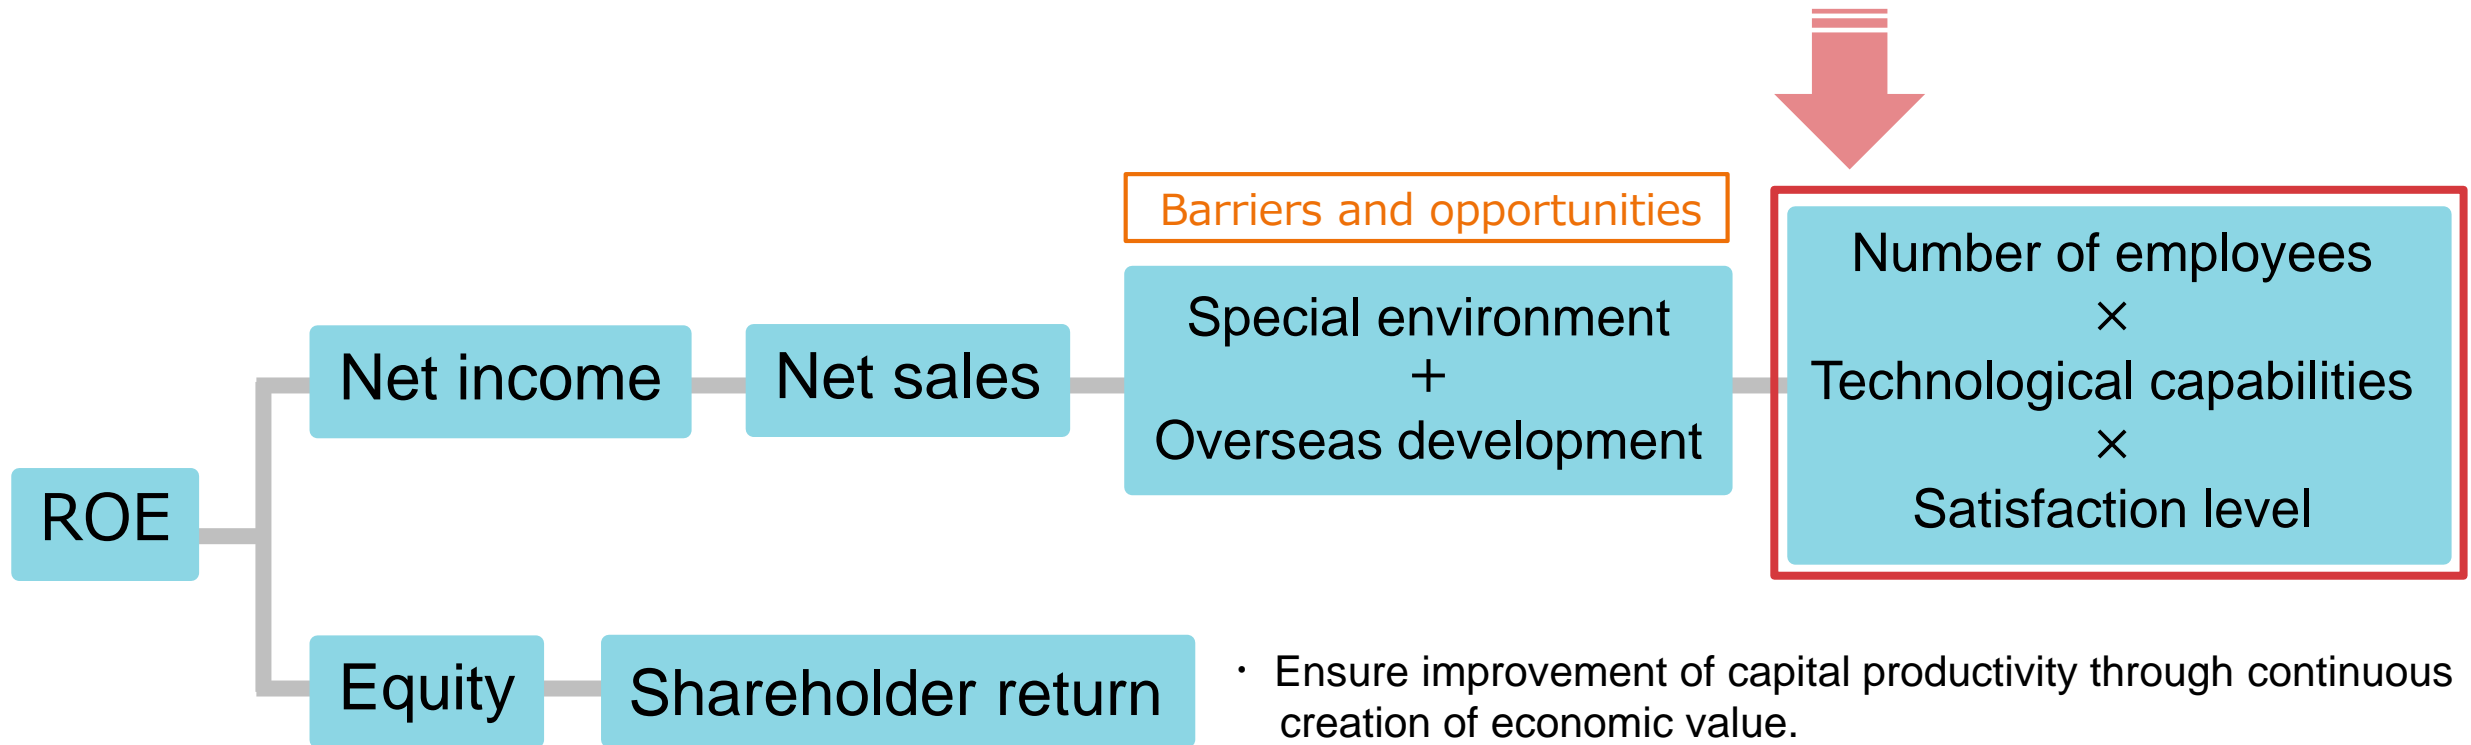 Barriers and opportunities
ROE
Net income
Net sales
Special environment
+
Overseas development
Number of employees
×
Technological capabilities
×
Satisfaction level
Equity
Shareholder return
・ Ensure improvement of capital productivity through continuous
creation of economic value.